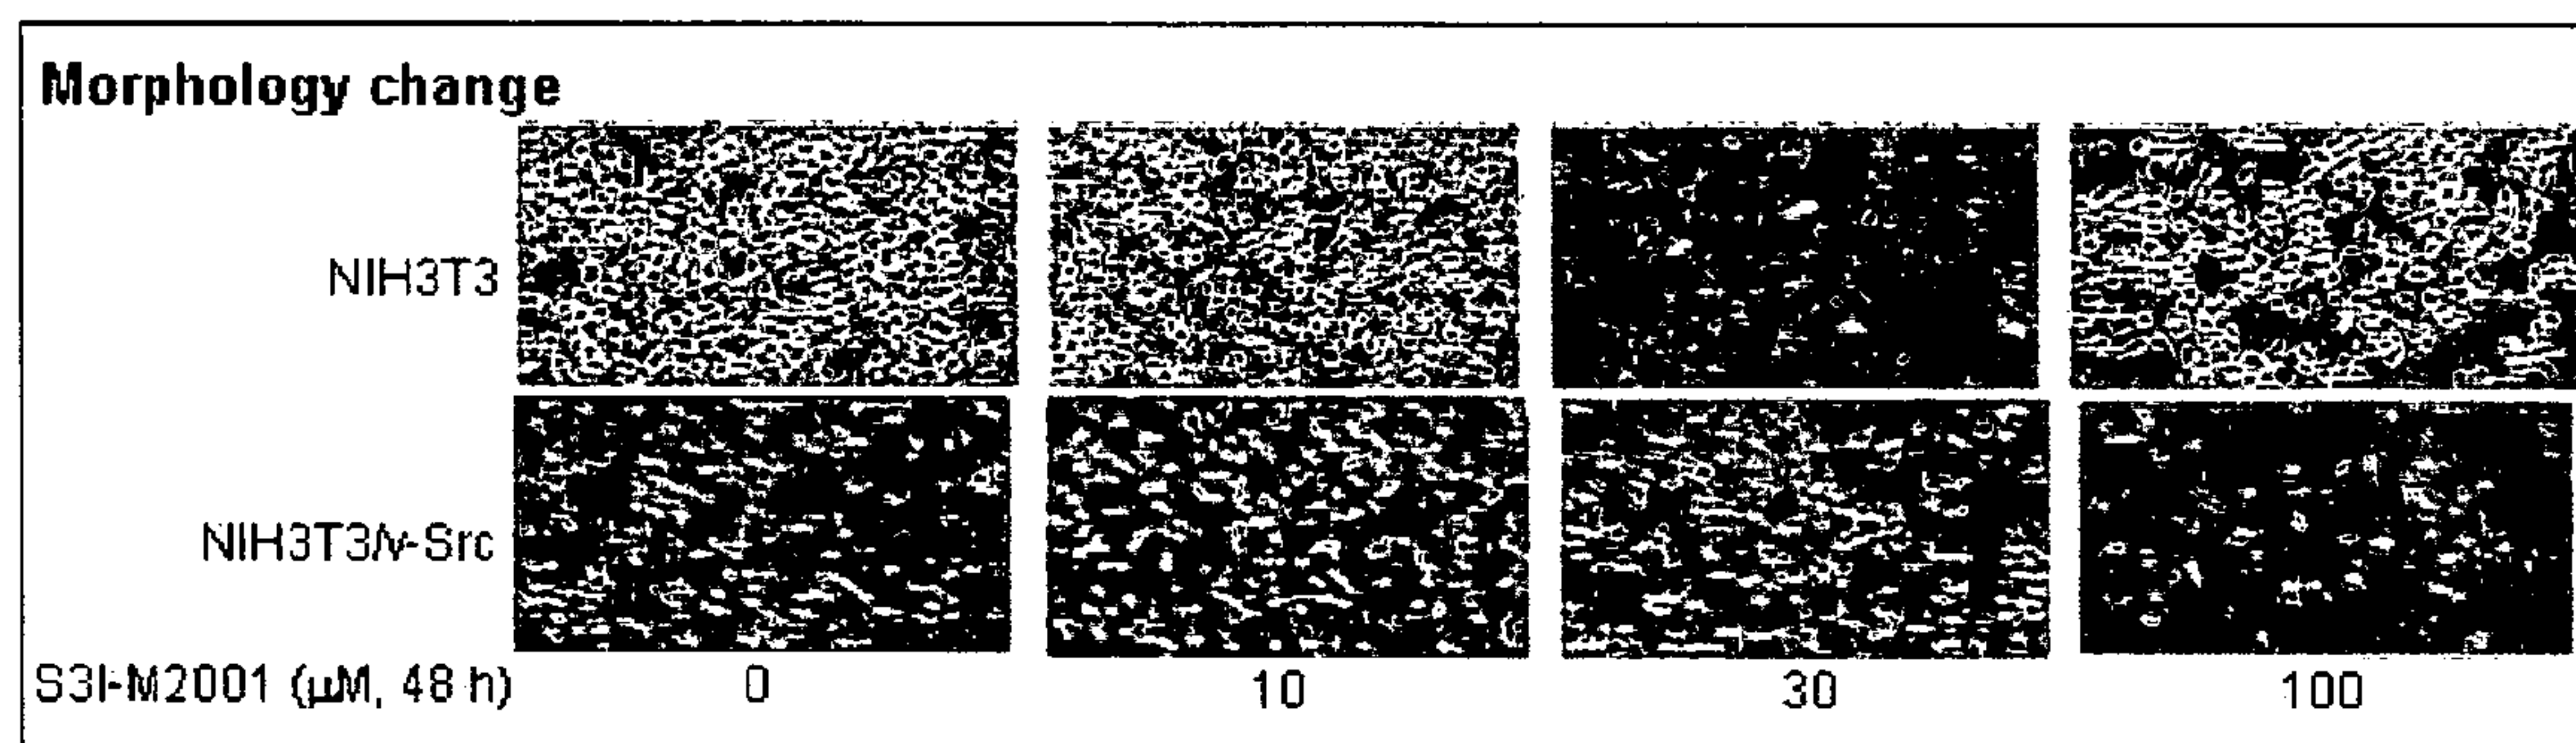 Morphology change
NIH3T3
NIH3T3/v-Src
S3I-M2001 (μM, 48 h)
0
10
30
100